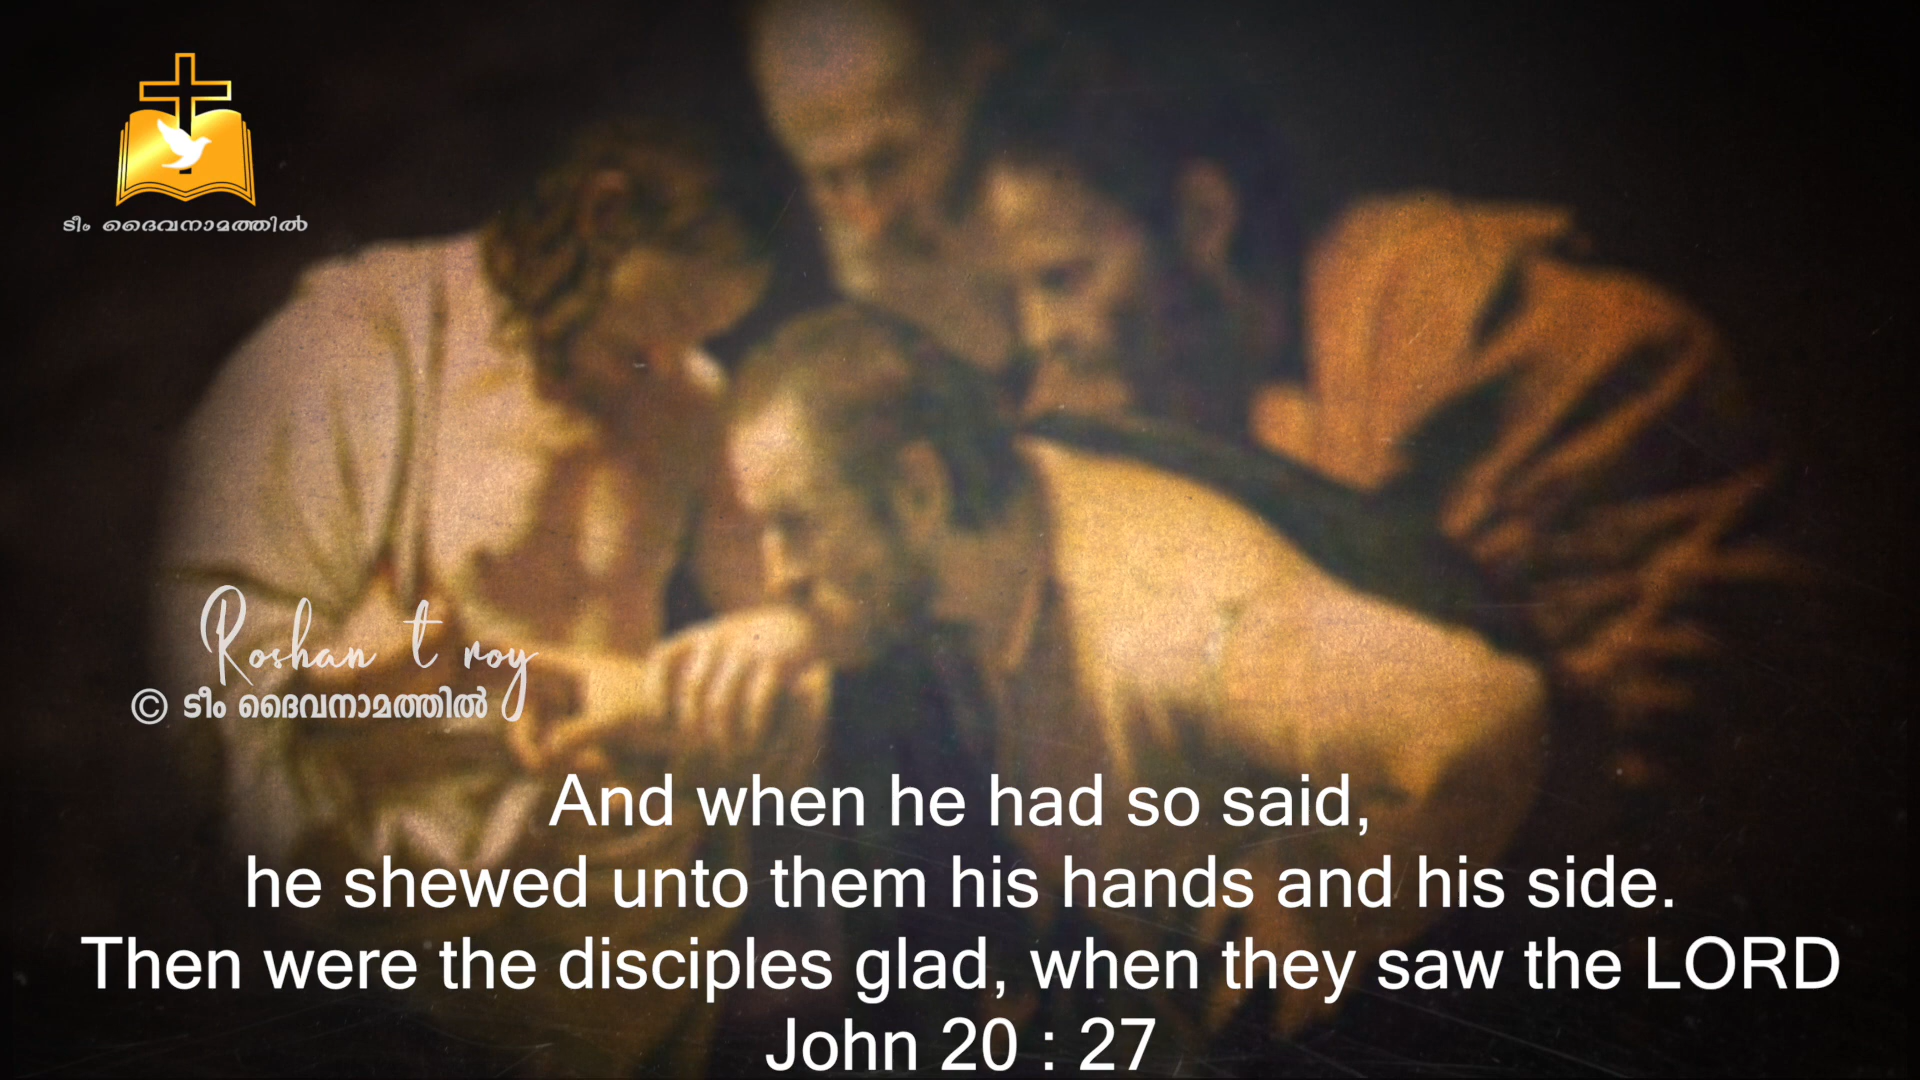 ടീം ദൈവനാമത്തിൽ
Roshan t roy
© ടീം ദൈവനാമത്തിൽ
And when he had so said,
he shewed unto them his hands and his side.
Then were the disciples glad, when they saw the LORD
John 20 : 27